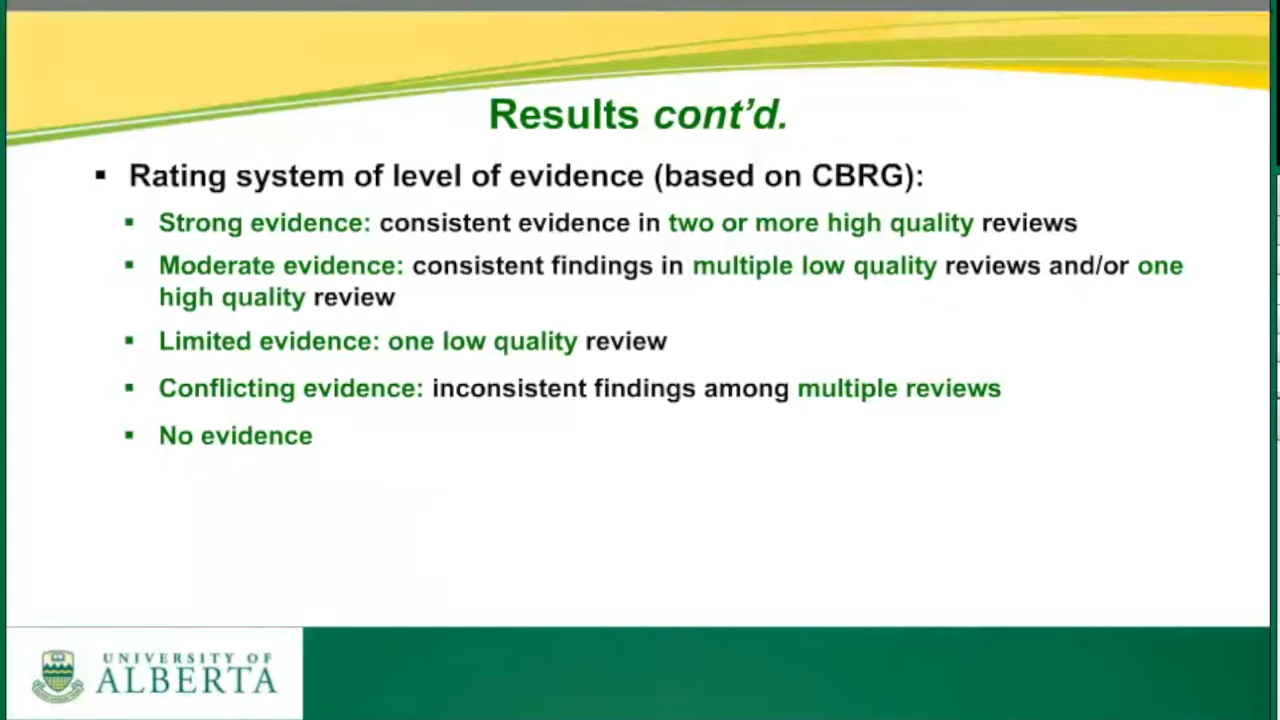 Results cont’d.
▪ Rating system of level of evidence (based on CBRG):
▪ Strong evidence: consistent evidence in two or more high quality reviews
▪ Moderate evidence: consistent findings in multiple low quality reviews and/or one
high quality review
▪ Limited evidence: one low quality review
▪ Conflicting evidence: inconsistent findings among multiple reviews
▪ No evidence
UNIVERSITY OF
ALBERTA